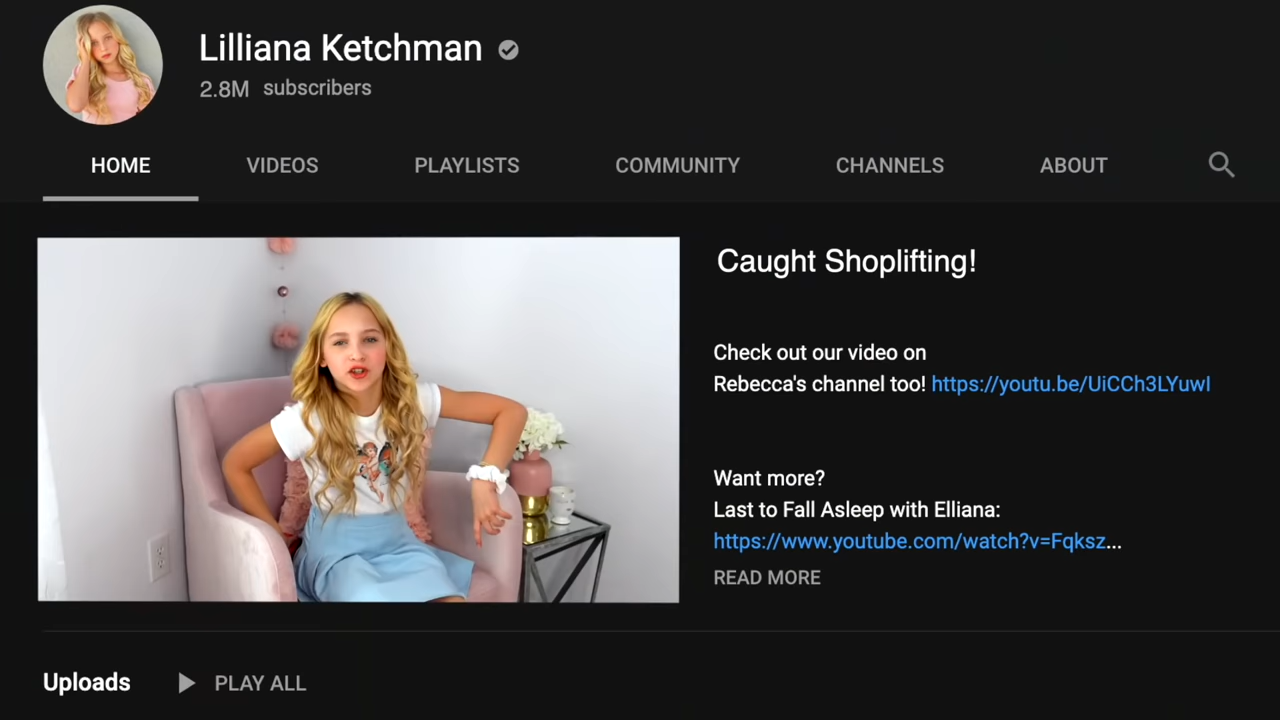 Lilliana Ketchman
2.8M subscribers
HOME VIDEOS PLAYLISTS COMMUNITY CHANNELS ABOUT
Caught Shoplifting!
Check out our video on
Rebecca's channel too! https://youtu.be/UiCCh3LYuwI
Want more?
Last to Fall Asleep with Elliana:
https://www.youtube.com/watch?v=Fqksz...
READ MORE
Uploads PLAY ALL